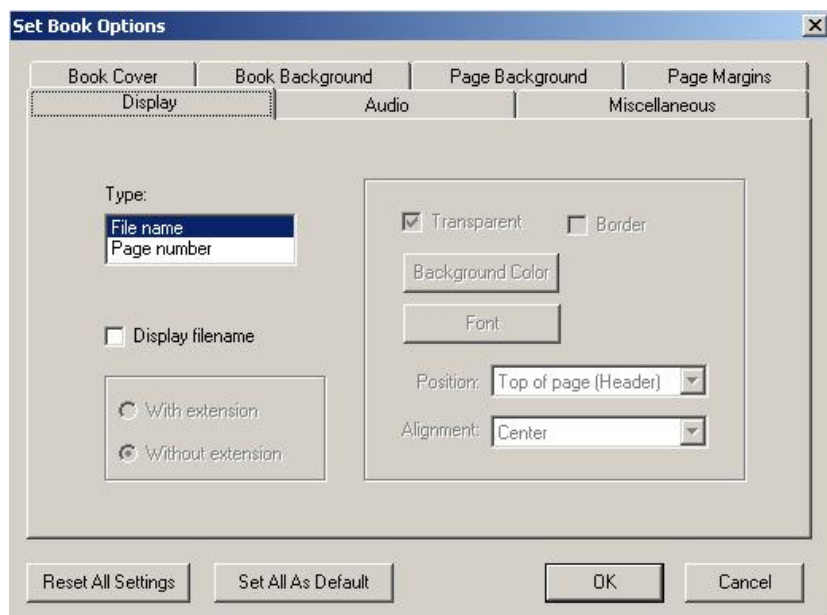 Set Book Options
Book Cover
Book Background
Page Background
Page Margins
Display
Audio
Miscellaneous
Type:
File name
Page number
Display filename
With extension
Without extension
Transparent
Border
Background Color
Font
Position: Top of page (Header)
Alignment: Center
Reset All Settings
Set All As Default
OK
Cancel